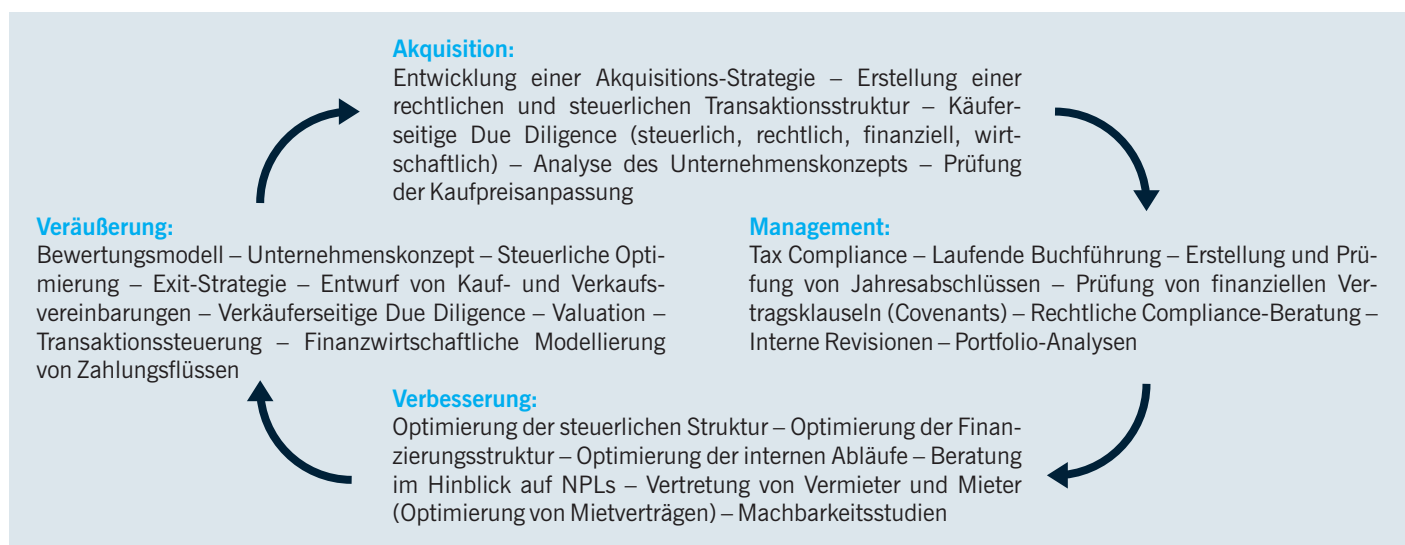 Akquisition:
Entwicklung einer Akquisitions-Strategie – Erstellung einer
rechtlichen und steuerlichen Transaktionsstruktur – Käufer-
seitige Due Diligence (steuerlich, rechtlich, finanziell, wirt-
schaftlich) – Analyse des Unternehmenskonzepts – Prüfung
der Kaufpreisanpassung
Management:
Tax Compliance – Laufende Buchführung – Erstellung und Prü-
fung von Jahresabschlüssen – Prüfung von finanziellen Ver-
tragsklauseln (Covenants) – Rechtliche Compliance-Beratung –
Interne Revisionen – Portfolio-Analysen
Verbesserung:
Optimierung der steuerlichen Struktur – Optimierung der Finan-
zierungsstruktur – Optimierung der internen Abläufe – Beratung
im Hinblick auf NPLs – Vertretung von Vermieter und Mieter
(Optimierung von Mietverträgen) – Machbarkeitsstudien
Veräußerung:
Bewertungsmodell – Unternehmenskonzept – Steuerliche Opti-
mierung – Exit-Strategie – Entwurf von Kauf- und Verkaufs-
vereinbarungen – Verkäuferseitige Due Diligence – Valuation –
Transaktionssteuerung – Finanzwirtschaftliche Modellierung
von Zahlungsflüssen